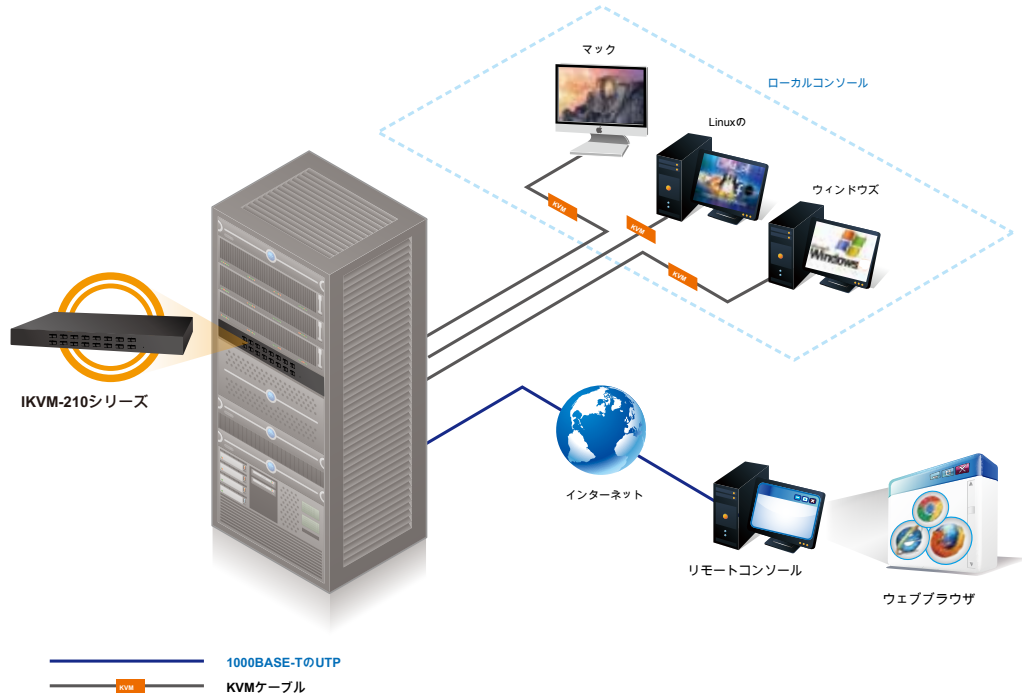 マック
ローカルコンソール
Linuxの
ウィンドウズ
KVM
KVM
KVM
Windows
IKVM-210シリーズ
インターネット
リモートコンソール
ウェブブラウザ
1000BASE-TのUTP
KVM
KVMケーブル